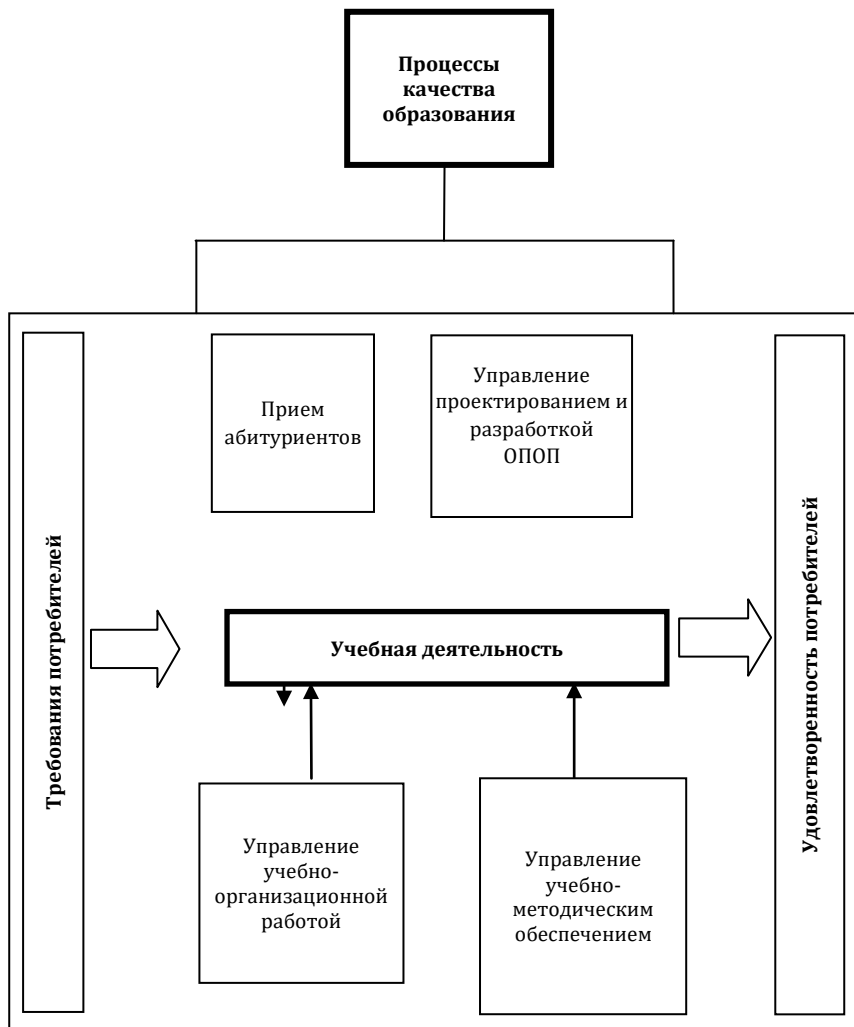 Процессы
качества
образования
Требования потребителей
Прием
абитуриентов
Управление
проектированием и
разработкой
ОПОП
Учебная деятельность
Управление
учебно-
организационной
работой
Управление
учебно-
методическим
обеспечением
Удовлетворенность потребителей